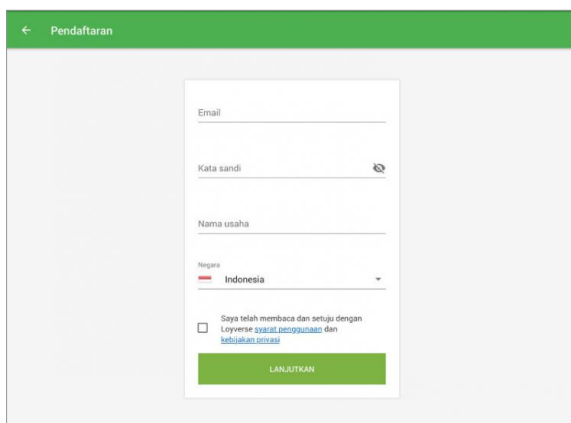 Pendaftaran
Email
Kata sandi
Nama usaha
Negara
Indonesia
Saya telah membaca dan setuju dengan
Loyverse syarat penggunaan dan
kebijakan privasi
LANJUTKAN